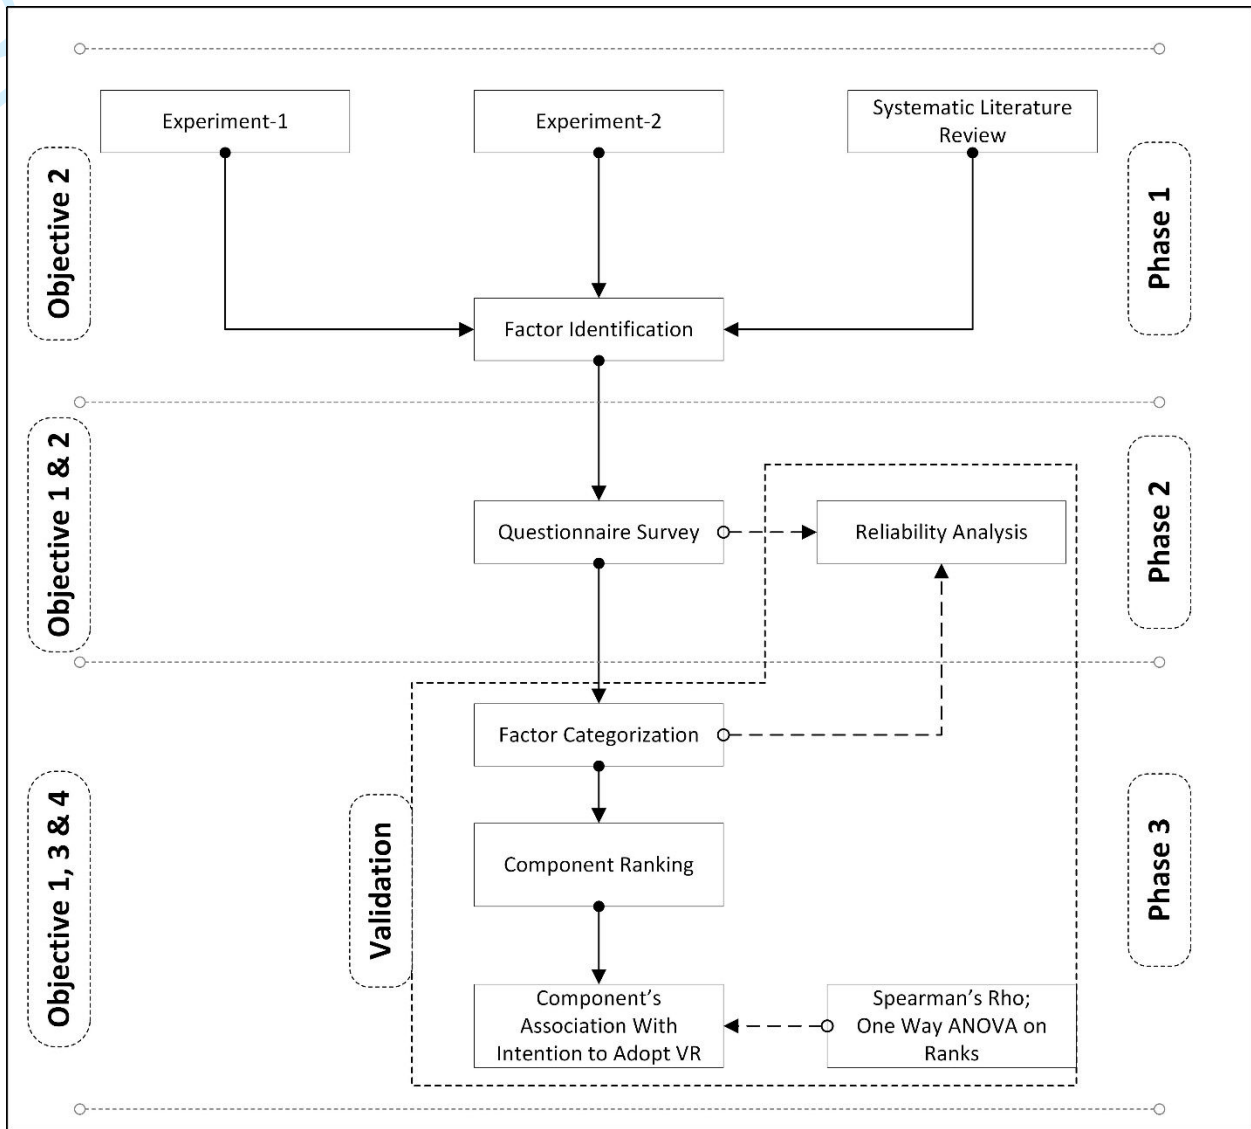 Experiment-1
Experiment-2
Systematic Literature
Review
Objective 2
Phase 1
Factor Identification
Objective 1 & 2
Questionnaire Survey
Reliability Analysis
Phase 2
Factor Categorization
Objective 1, 3 & 4
Validation
Component Ranking
Phase 3
Component’s
Association With
Intention to Adopt VR
Spearman’s Rho;
One Way ANOVA on
Ranks